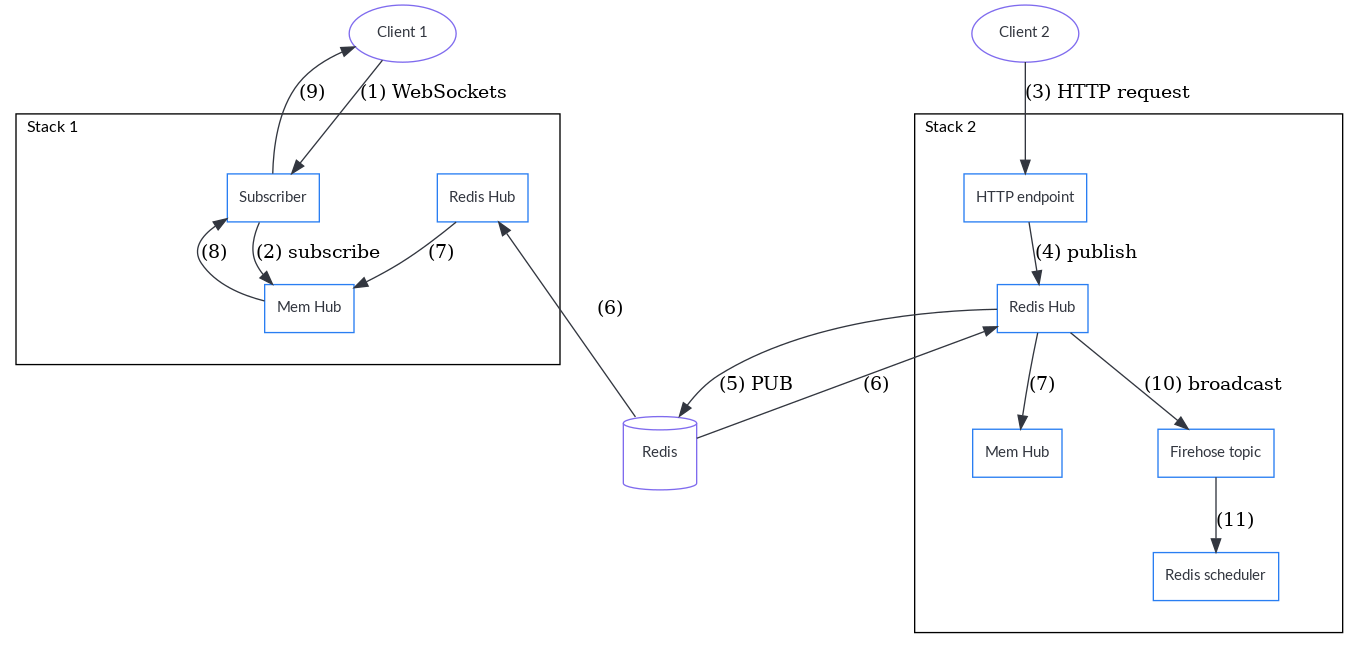 Client 1
Client 2
(9)
(1) WebSockets
(3) HTTP request
Stack 1
Stack 2
Subscriber
Redis Hub
HTTP endpoint
(8)
(2) subscribe
(7)
(4) publish
Mem Hub
(6)
Redis Hub
(5) PUB
(6)
(7)
(10) broadcast
Redis
Mem Hub
Firehose topic
(11)
Redis scheduler